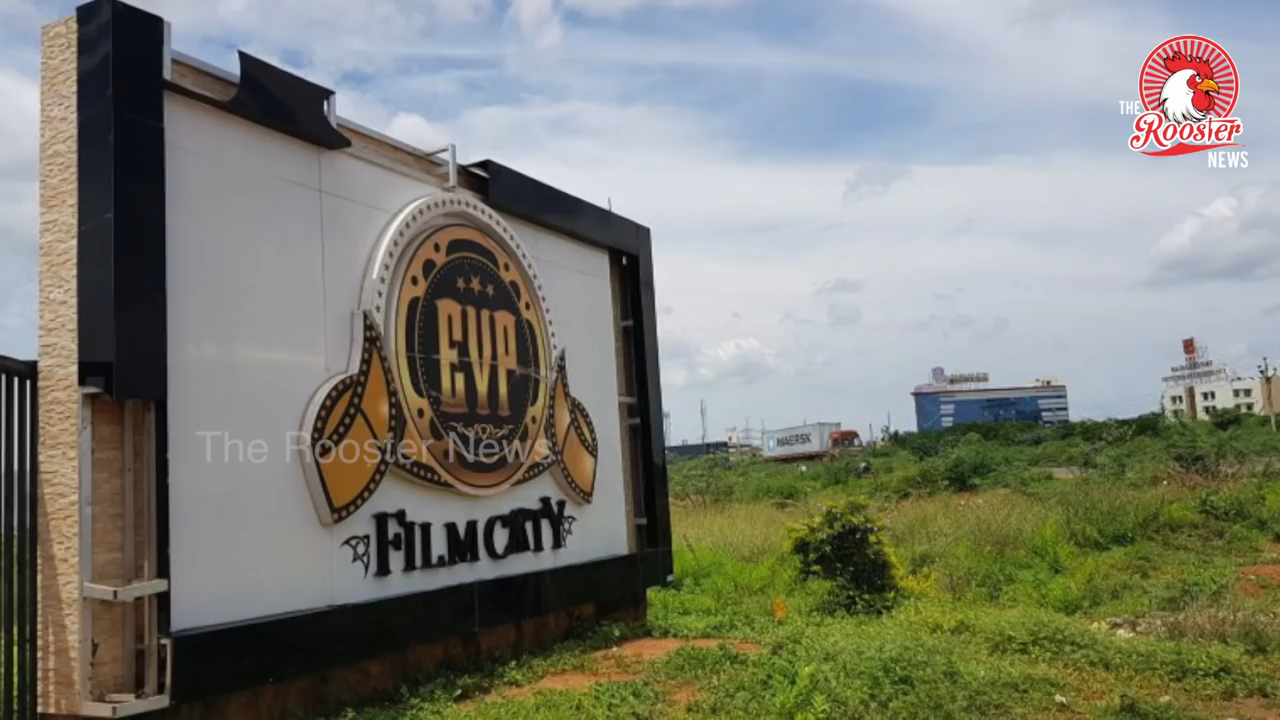 THE
Rooster
NEWS
EVP
The Rooster News
FILM CITY
MAERSK